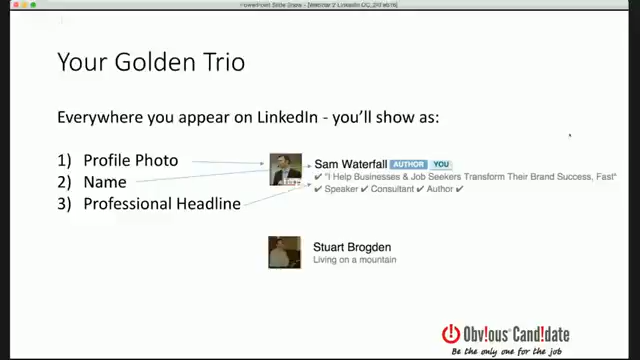 PowerPoint Slide Show - [Webinar 2 LinkedIn OC_2/Feb16]
Your Golden Trio
Everywhere you appear on LinkedIn - you'll show as:
1) Profile Photo
2) Name
3) Professional Headline
Sam Waterfall AUTHOR YOU
✔ "I Help Businesses & Job Seekers Transform Their Brand Success, Fast"
✔ Speaker ✔ Consultant ✔ Author ✔
Stuart Brogden
Living on a mountain
Obv!ous Cand!date
Be the only one for the job